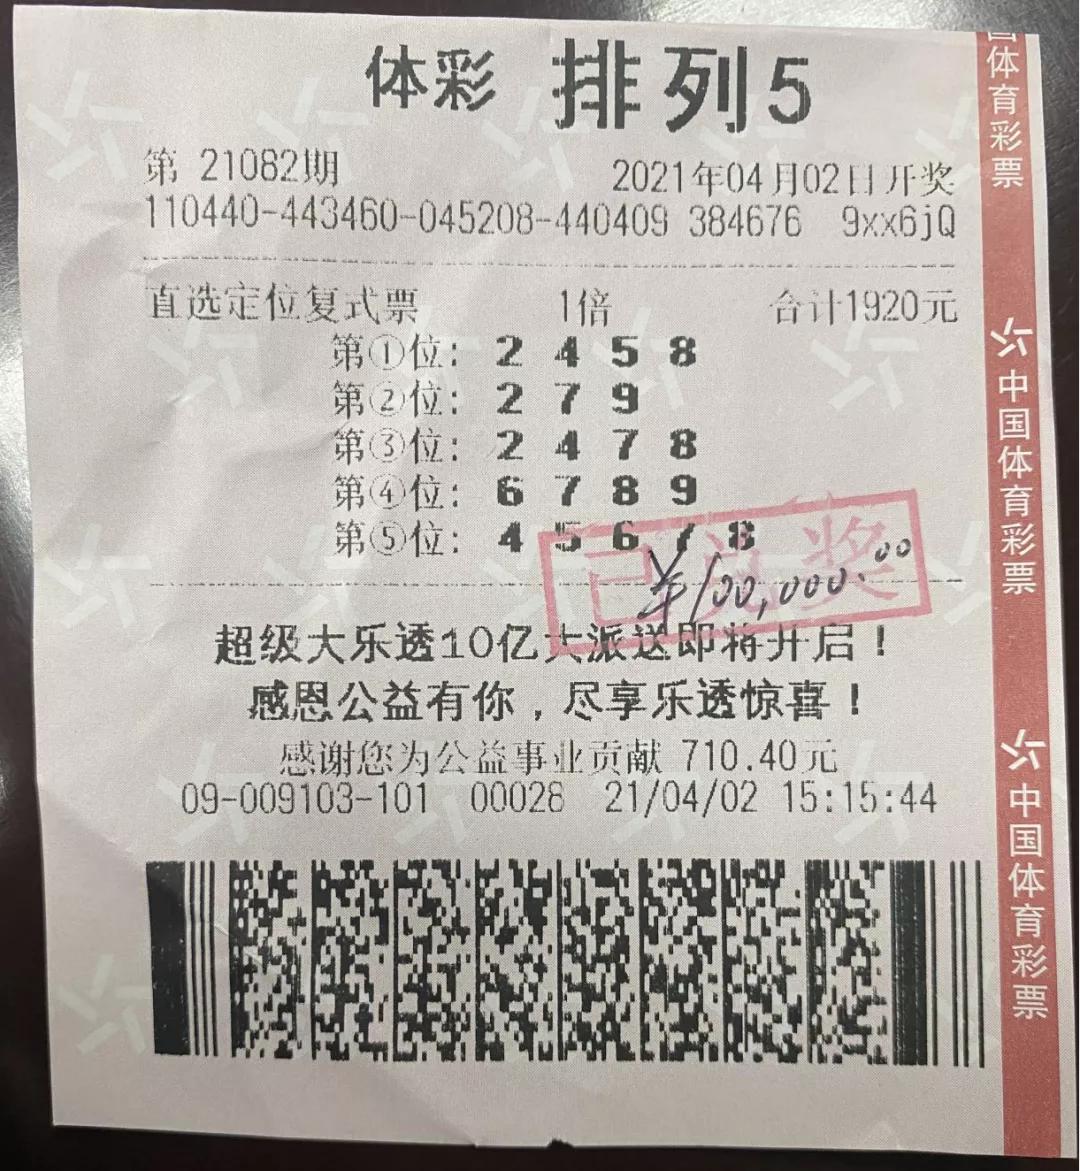 体彩 排列5
第 21082期 2021年04月02日开奖
110440-443460-045208-440409 384676 9xx6jQ
直选定位复式票 1倍 合计1920元
第①位: 2 4 5 8
第②位: 2 7 9
第③位: 2 4 7 8
第④位: 6 7 8 9
第⑤位: 4 5 6 7 8
已兑奖
¥100,000.00
超级大乐透10亿大派送即将开启!
感恩公益有你,尽享乐透惊喜!
感谢您为公益事业贡献 710.40元
09-009103-101 00028 21/04/02 15:15:44
国体育彩票
中国体育彩票
中国体育彩票